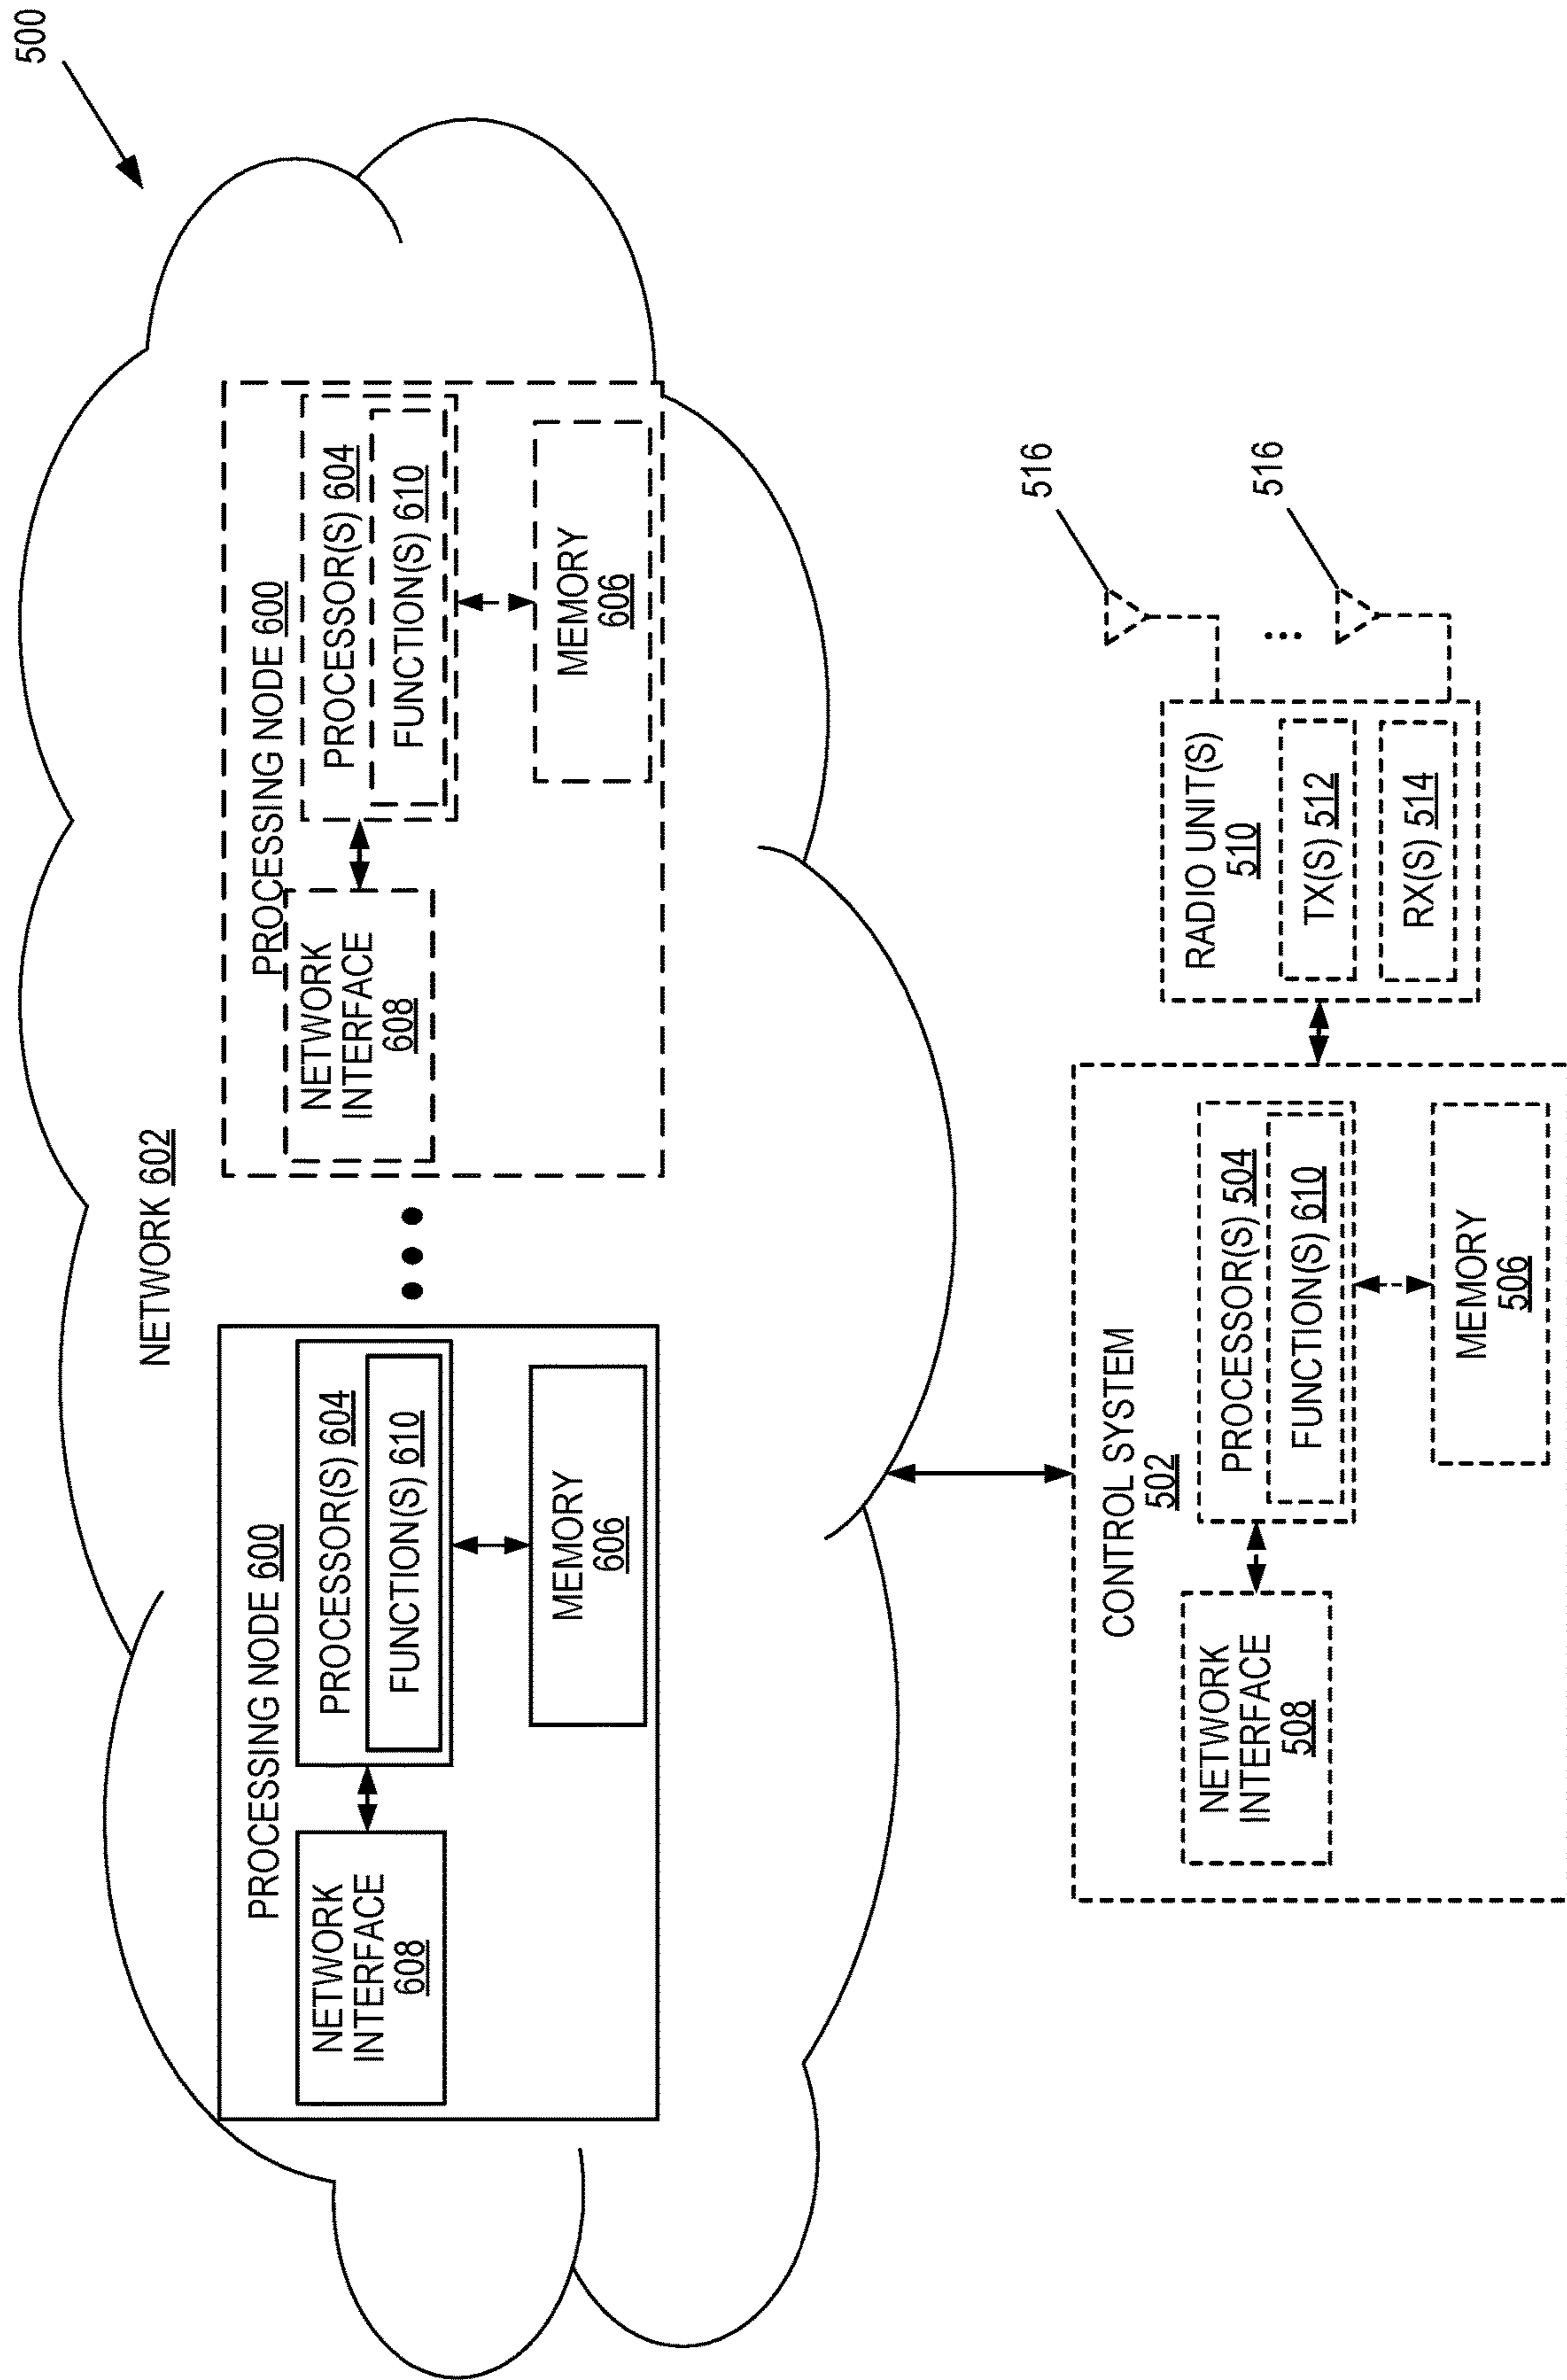 500
NETWORK 602
PROCESSING NODE 600
NETWORK
INTERFACE
608
PROCESSOR(S) 604
FUNCTION(S) 610
MEMORY
606
PROCESSING NODE 600
NETWORK
INTERFACE
608
PROCESSOR(S) 604
FUNCTION(S) 610
MEMORY
606
CONTROL SYSTEM
502
NETWORK
INTERFACE
508
PROCESSOR(S) 504
FUNCTION(S) 610
MEMORY
506
RADIO UNIT(S)
510
TX(S) 512
RX(S) 514
516
516